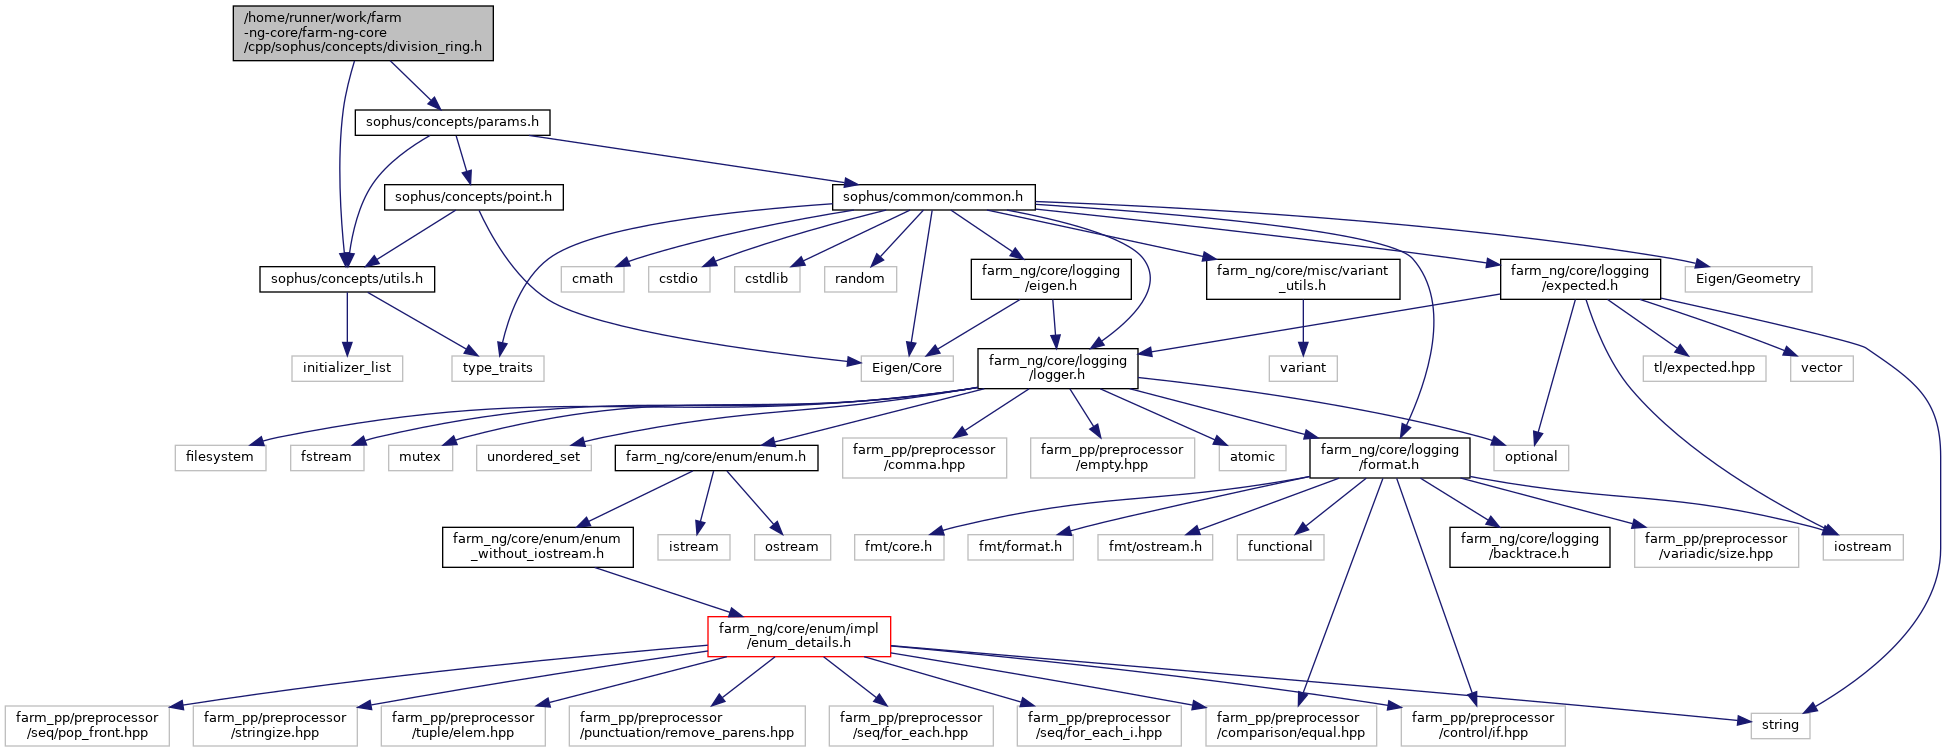 /home/runner/work/farm
-ng-core/farm-ng-core
/cpp/sophus/concepts/division_ring.h
sophus/concepts/params.h
sophus/concepts/point.h
sophus/common/common.h
sophus/concepts/utils.h
cmath
cstdio
cstdlib
random
farm_ng/core/logging
/eigen.h
farm_ng/core/misc/variant
_utils.h
farm_ng/core/logging
/expected.h
Eigen/Geometry
initializer_list
type_traits
Eigen/Core
farm_ng/core/logging
/logger.h
variant
tl/expected.hpp
vector
filesystem
fstream
mutex
unordered_set
farm_ng/core/enum/enum.h
farm_pp/preprocessor
/comma.hpp
farm_pp/preprocessor
/empty.hpp
atomic
farm_ng/core/logging
/format.h
optional
farm_ng/core/enum/enum
_without_iostream.h
istream
ostream
fmt/core.h
fmt/format.h
fmt/ostream.h
functional
farm_ng/core/logging
/backtrace.h
farm_pp/preprocessor
/variadic/size.hpp
iostream
farm_ng/core/enum/impl
/enum_details.h
farm_pp/preprocessor
/seq/pop_front.hpp
farm_pp/preprocessor
/stringize.hpp
farm_pp/preprocessor
/tuple/elem.hpp
farm_pp/preprocessor
/punctuation/remove_parens.hpp
farm_pp/preprocessor
/seq/for_each.hpp
farm_pp/preprocessor
/seq/for_each_i.hpp
farm_pp/preprocessor
/comparison/equal.hpp
farm_pp/preprocessor
/control/if.hpp
string